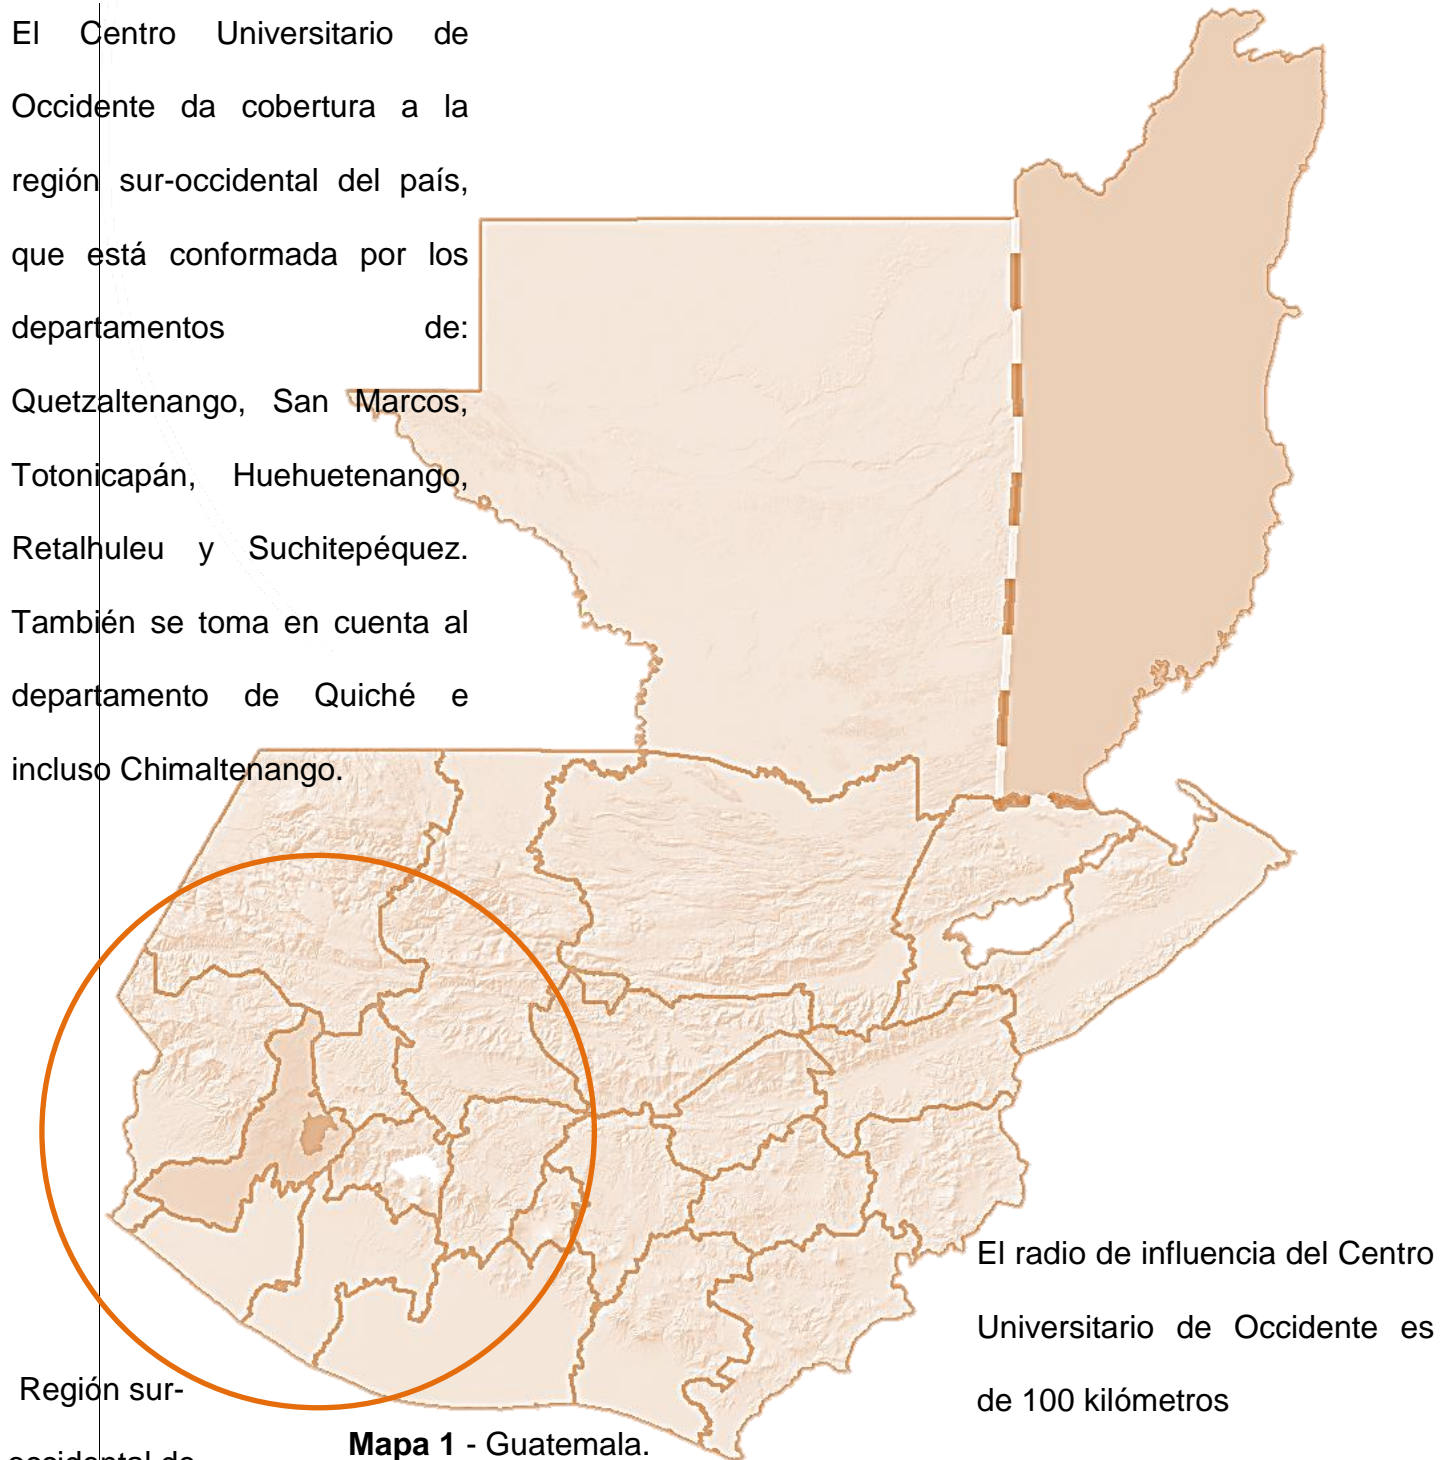 El Centro Universitario de
Occidente da cobertura a la
región sur-occidental del país,
que está conformada por los
departamentos de:
Quetzaltenango, San Marcos,
Totonicapán, Huehuetenango,
Retalhuleu y Suchitepéquez.
También se toma en cuenta al
departamento de Quiché e
incluso Chimaltenango.
El radio de influencia del Centro
Universitario de Occidente es
de 100 kilómetros
Región sur-
occidental de
Mapa 1 - Guatemala.